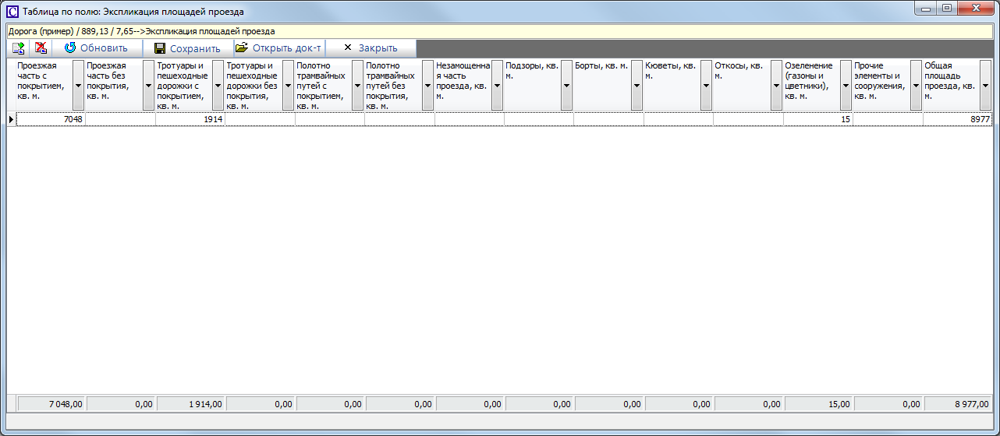 C Таблица по полю: Экспликация площадей проезда
Дорога (пример) / 889,13 / 7,65-->Экспликация площадей проезда
Обновить Сохранить Открыть док-т Закрыть
Проезжая
часть с
покрытием,
кв. м.
Проезжая
часть без
покрытия,
кв. м.
Тротуары и
пешеходные
дорожки с
покрытием,
кв. м.
Тротуары и
пешеходные
дорожки без
покрытия,
кв. м.
Полотно
трамвайных
путей с
покрытием,
кв. м.
Полотно
трамвайных
путей без
покрытия,
кв. м.
Незамощенна
я часть
проезда, кв.
м.
Подзоры, кв.
м.
Борты, кв. м.
Кюветы, кв.
м.
Откосы, кв.
м.
Озеленение
(газоны и
цветники),
кв. м.
Прочие
элементы и
сооружения,
кв. м.
Общая
площадь
проезда, кв.
м.
7048 1914 15 8977
7 048,00 0,00 1 914,00 0,00 0,00 0,00 0,00 0,00 0,00 0,00 0,00 15,00 0,00 8 977,00